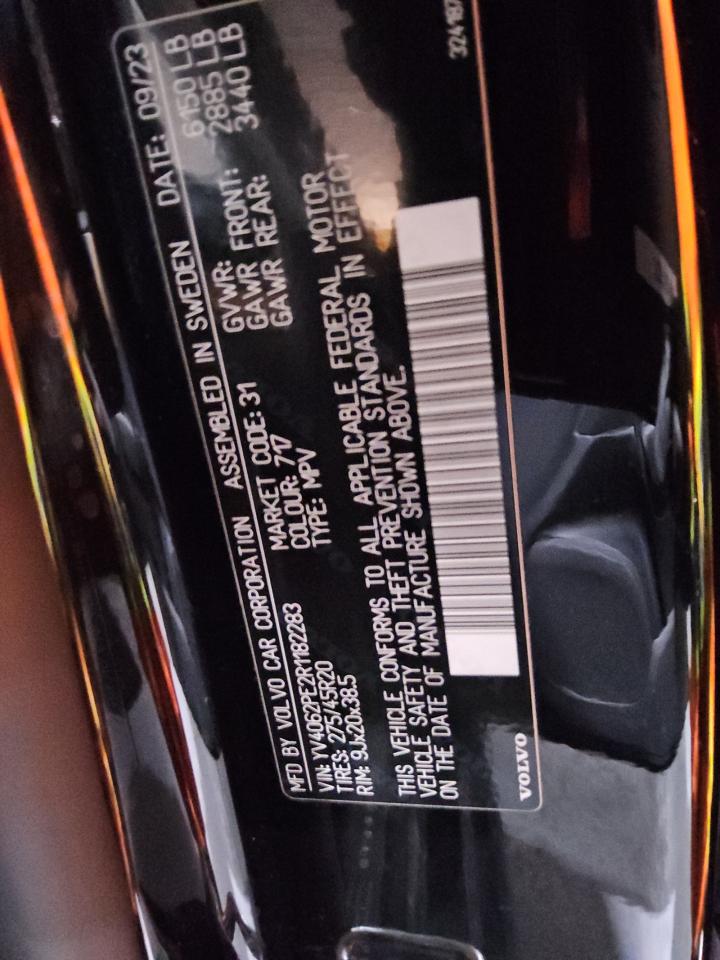 MFD BY VOLVO CAR CORPORATION ASSEMBLED IN SWEDEN DATE: 09/23
VIN: YV4062PE2R1182283 MARKET CODE: 31 GVWR: 6150 LB
TIRES: 275/45R20 COLOUR: 717 GAWR FRONT: 2885 LB
RIM: 9Jx20x38.5 TYPE: MPV GAWR REAR: 3440 LB
THIS VEHICLE CONFORMS TO ALL APPLICABLE FEDERAL MOTOR
VEHICLE SAFETY AND THEFT PREVENTION STANDARDS IN EFFECT
ON THE DATE OF MANUFACTURE SHOWN ABOVE.
VOLVO